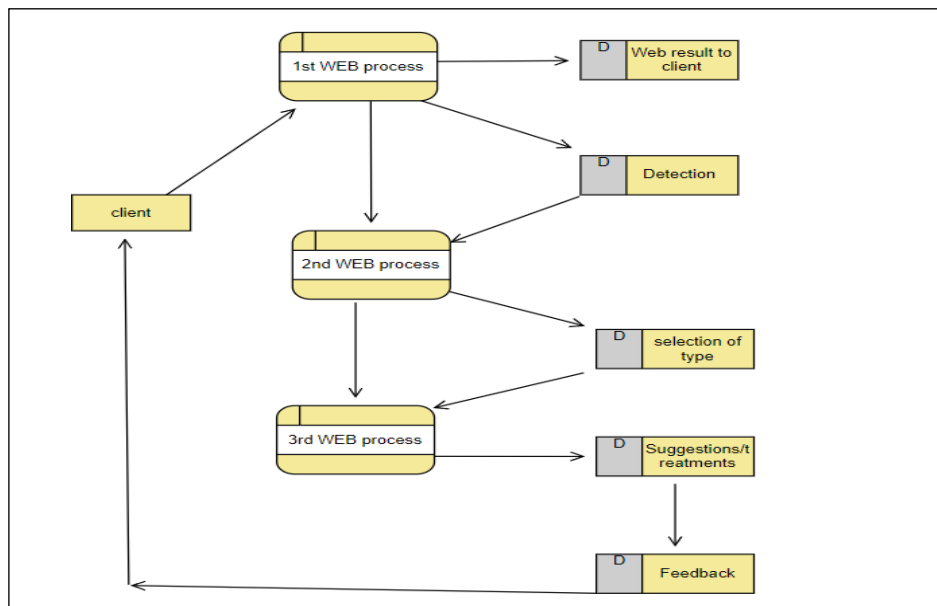 1st WEB process
D
Web result to
client
D
Detection
client
2nd WEB process
D
selection of
type
3rd WEB process
D
Suggestions/t
reatments
D
Feedback